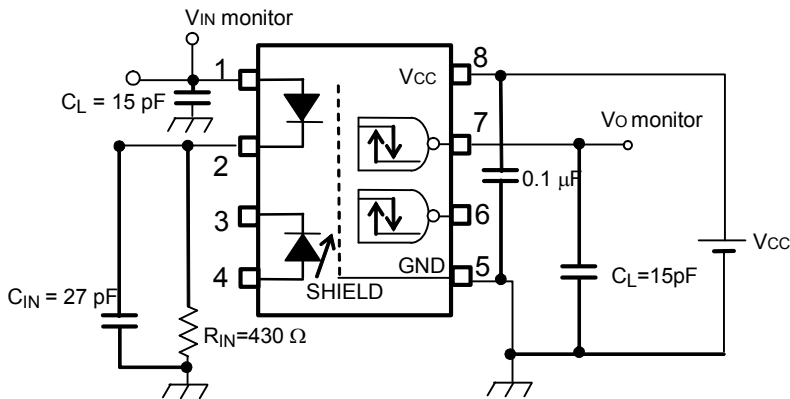 VIN monitor
1
8
VCC
CL = 15 pF
7
VO monitor
2
0.1 μF
3
6
VCC
GND
5
4
SHIELD
CL=15pF
CIN = 27 pF
RIN=430 Ω